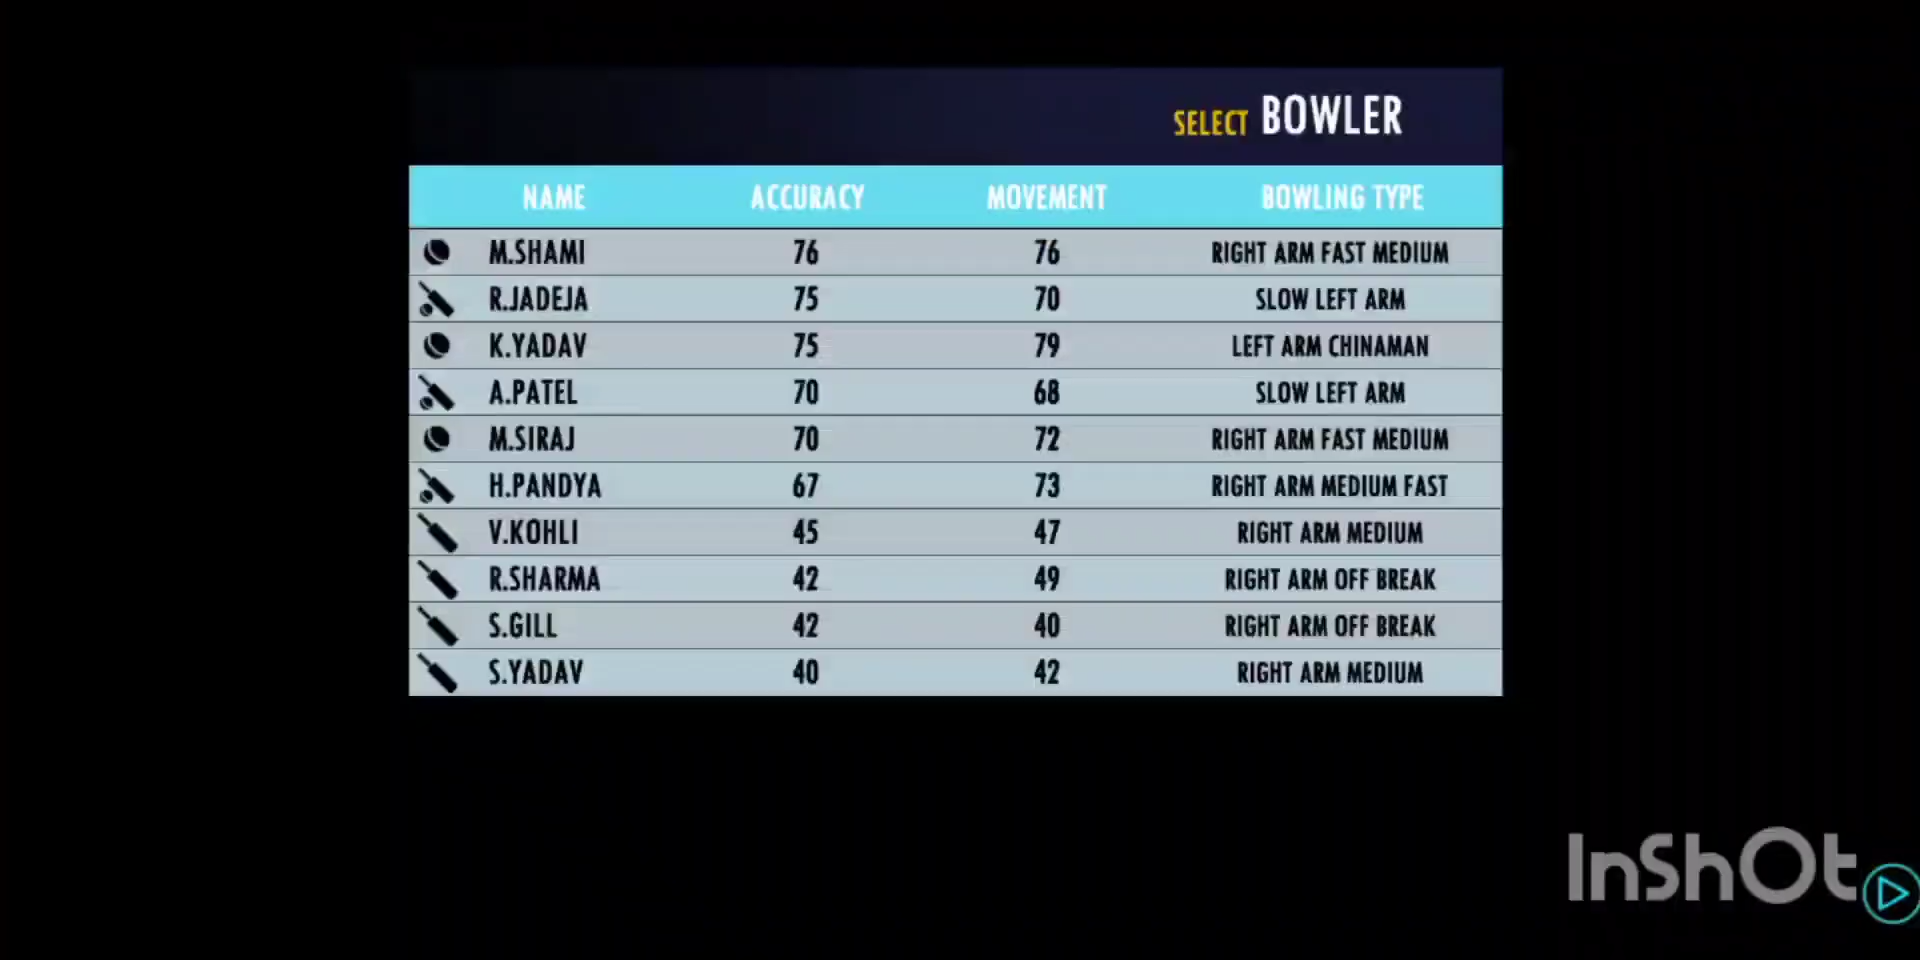 SELECT BOWLER
NAME ACCURACY MOVEMENT BOWLING TYPE
M.SHAMI 76 76 RIGHT ARM FAST MEDIUM
R.JADEJA 75 70 SLOW LEFT ARM
K.YADAV 75 79 LEFT ARM CHINAMAN
A.PATEL 70 68 SLOW LEFT ARM
M.SIRAJ 70 72 RIGHT ARM FAST MEDIUM
H.PANDYA 67 73 RIGHT ARM MEDIUM FAST
V.KOHLI 45 47 RIGHT ARM MEDIUM
R.SHARMA 42 49 RIGHT ARM OFF BREAK
S.GILL 42 40 RIGHT ARM OFF BREAK
S.YADAV 40 42 RIGHT ARM MEDIUM
InShOt